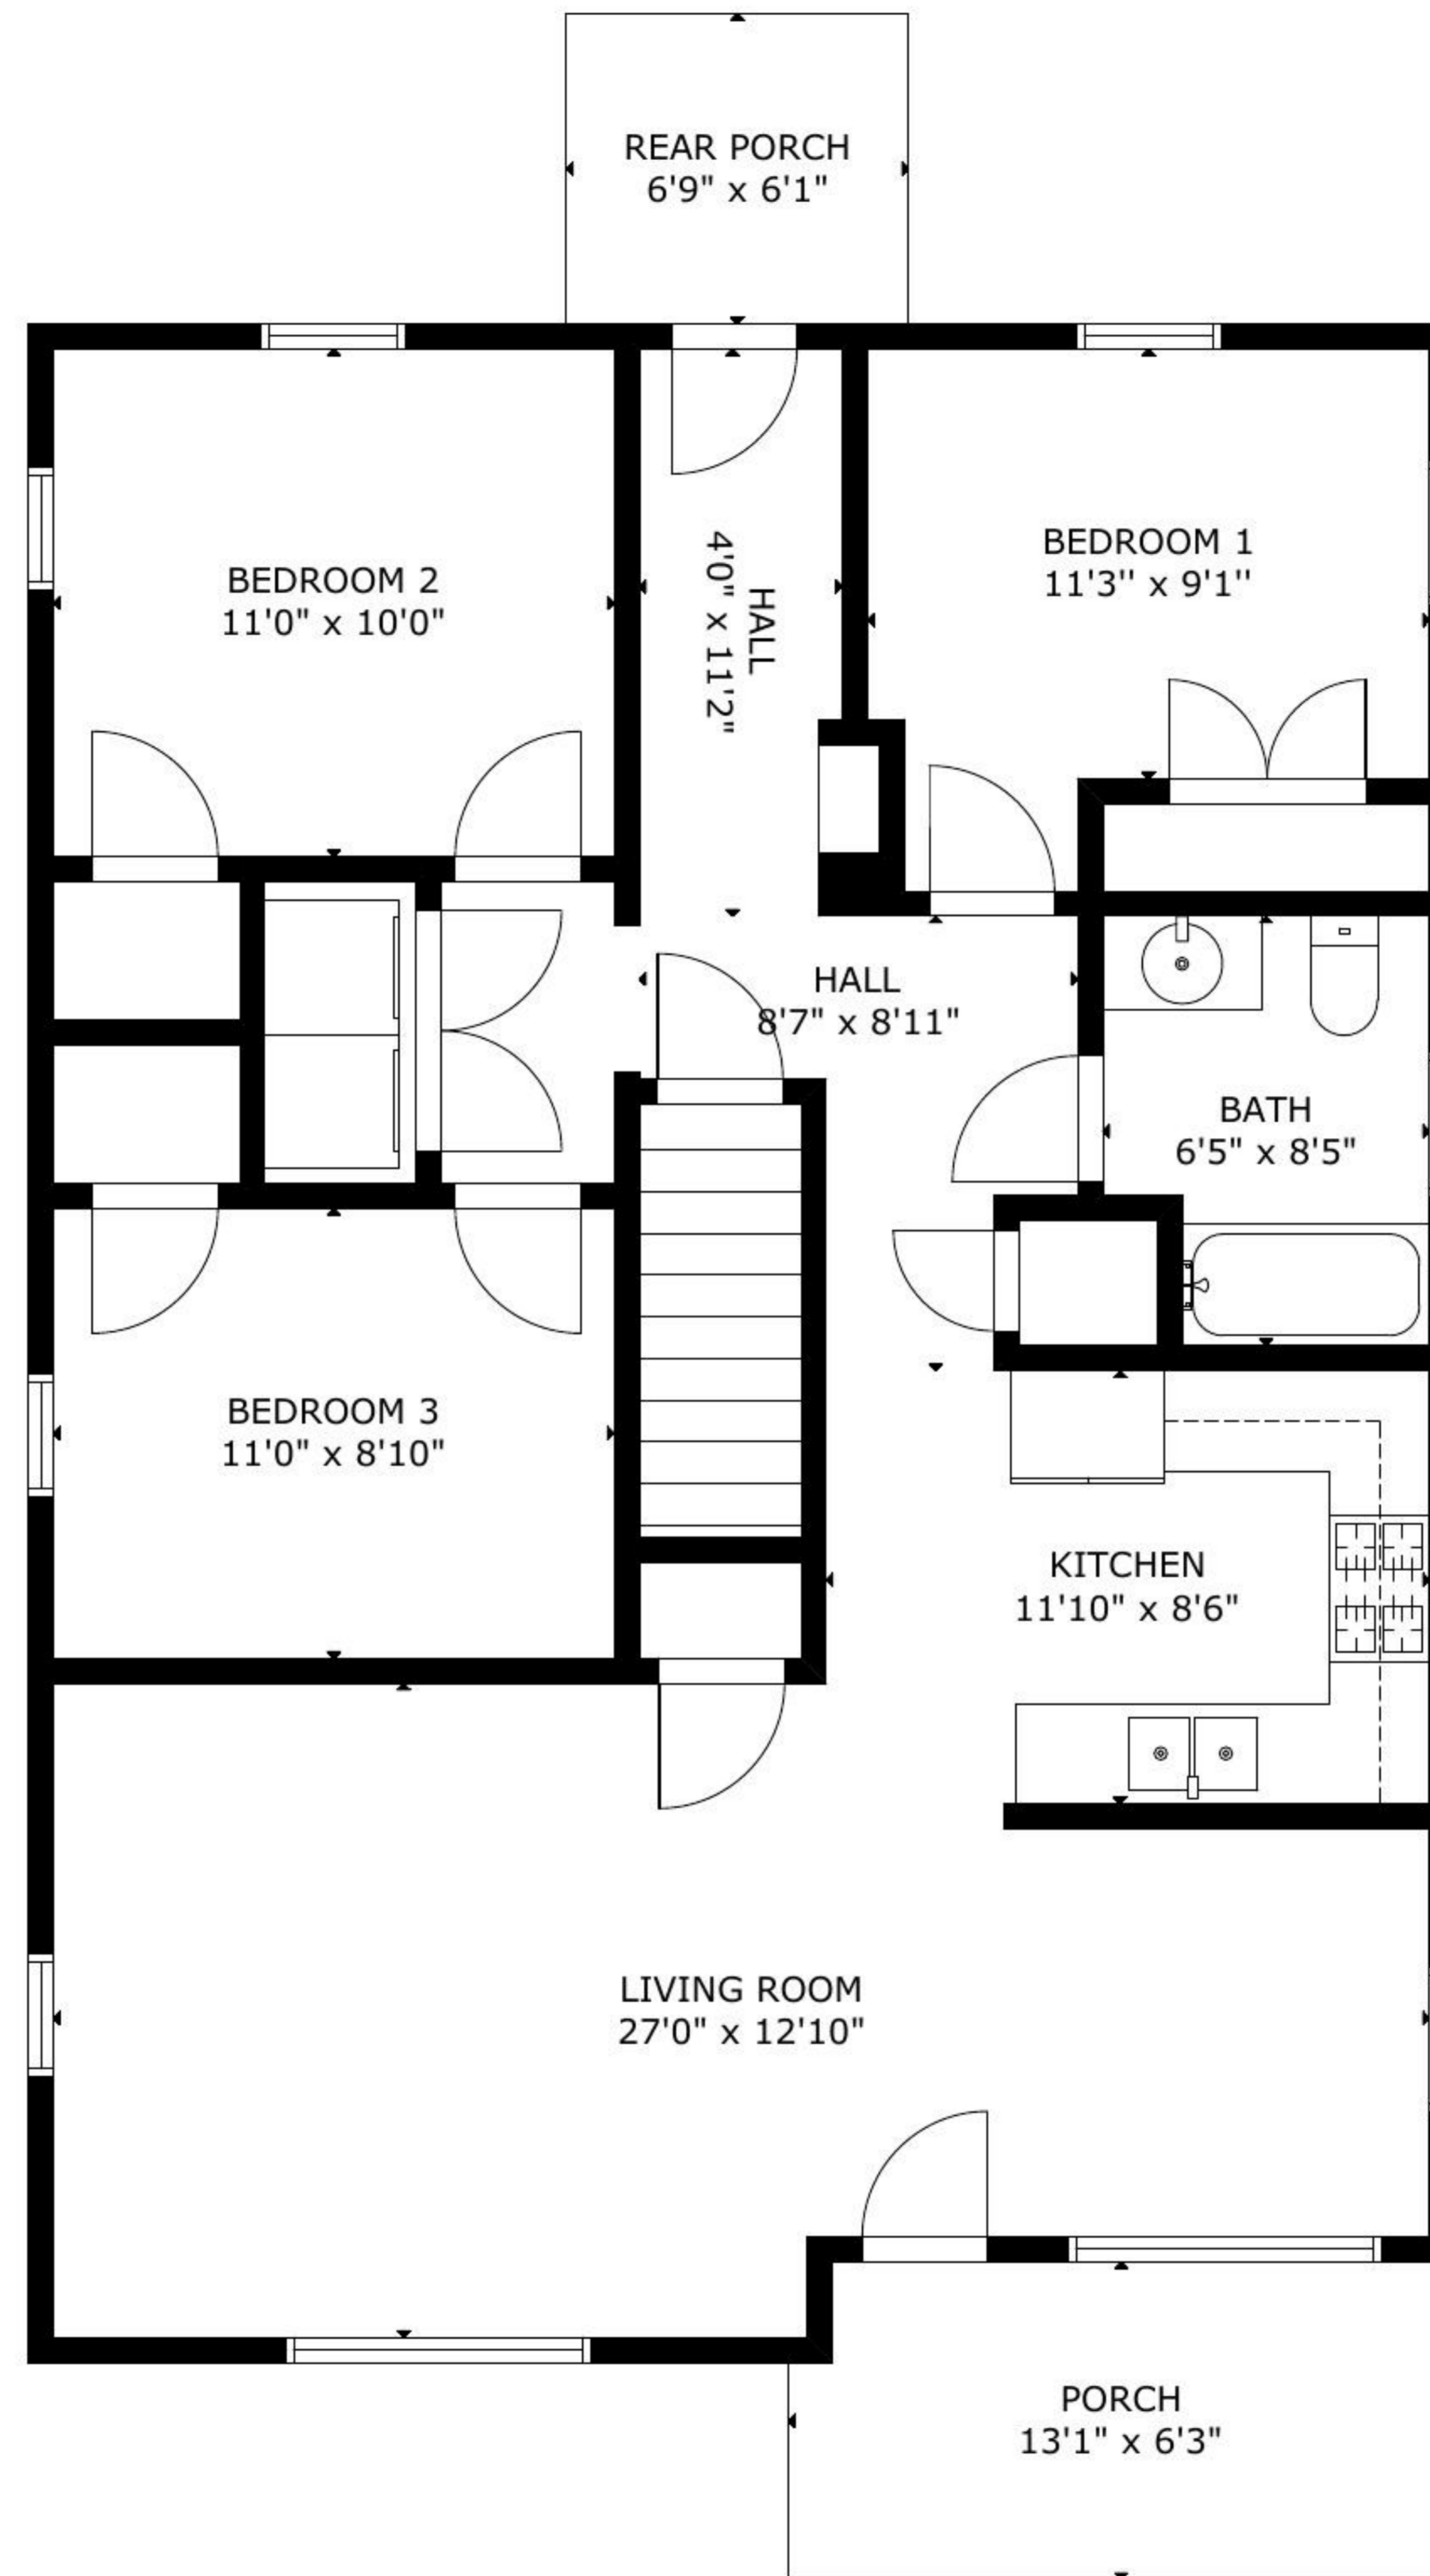 REAR PORCH
6'9" x 6'1"
BEDROOM 1
11'3'' x 9'1''
BEDROOM 2
11'0" x 10'0"
HALL
4'0" x 11'2"
HALL
8'7" x 8'11"
BATH
6'5" x 8'5"
BEDROOM 3
11'0" x 8'10"
KITCHEN
11'10" x 8'6"
LIVING ROOM
27'0" x 12'10"
PORCH
13'1" x 6'3"